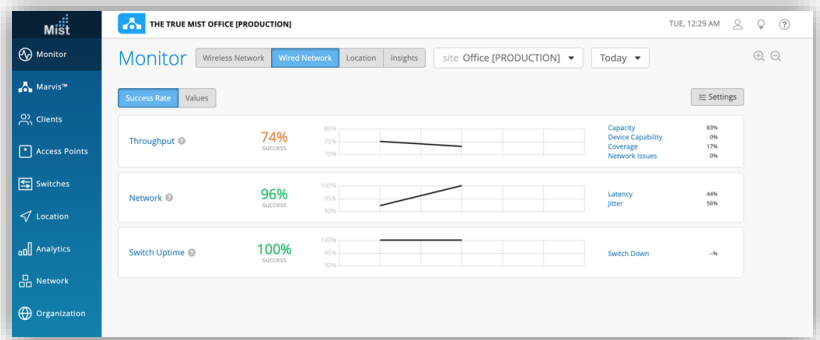 Mist
THE TRUE MIST OFFICE [PRODUCTION]
TUE, 12:29 AM
Monitor
Monitor
Wireless Network
Wired Network
Location
Insights
site Office [PRODUCTION]
Today
Marvis™
Success Rate
Values
Settings
Clients
Access Points
Switches
Location
Analytics
Network
Organization
Throughput
74%
success
80%
75%
70%
Capacity 83%
Device Capability 0%
Coverage 17%
Network Issues 0%
Network
96%
success
100%
95%
90%
Latency 44%
Jitter 56%
Switch Uptime
100%
success
100%
95%
90%
Switch Down --%